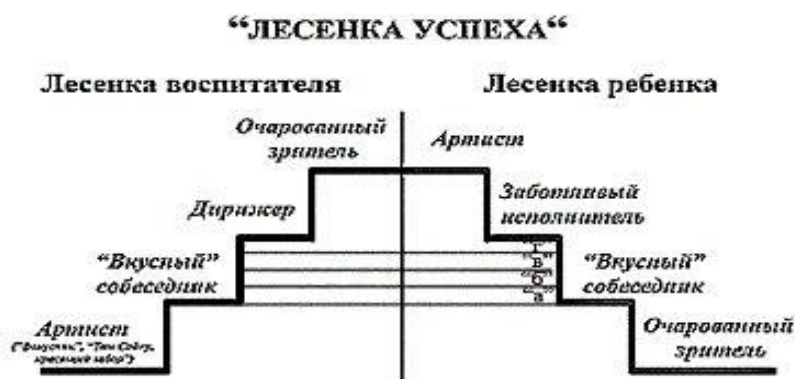 “ЛЕСЕНКА УСПЕХА“
Лесенка воспитателя
Лесенка ребенка
Очарованный
зритель
Артист
Дирижер
Заботливый
исполнитель
"г"
"в"
"б"
"а"
“Вкусный”
собеседник
“Вкусный”
собеседник
Артист
Очарованный
зритель